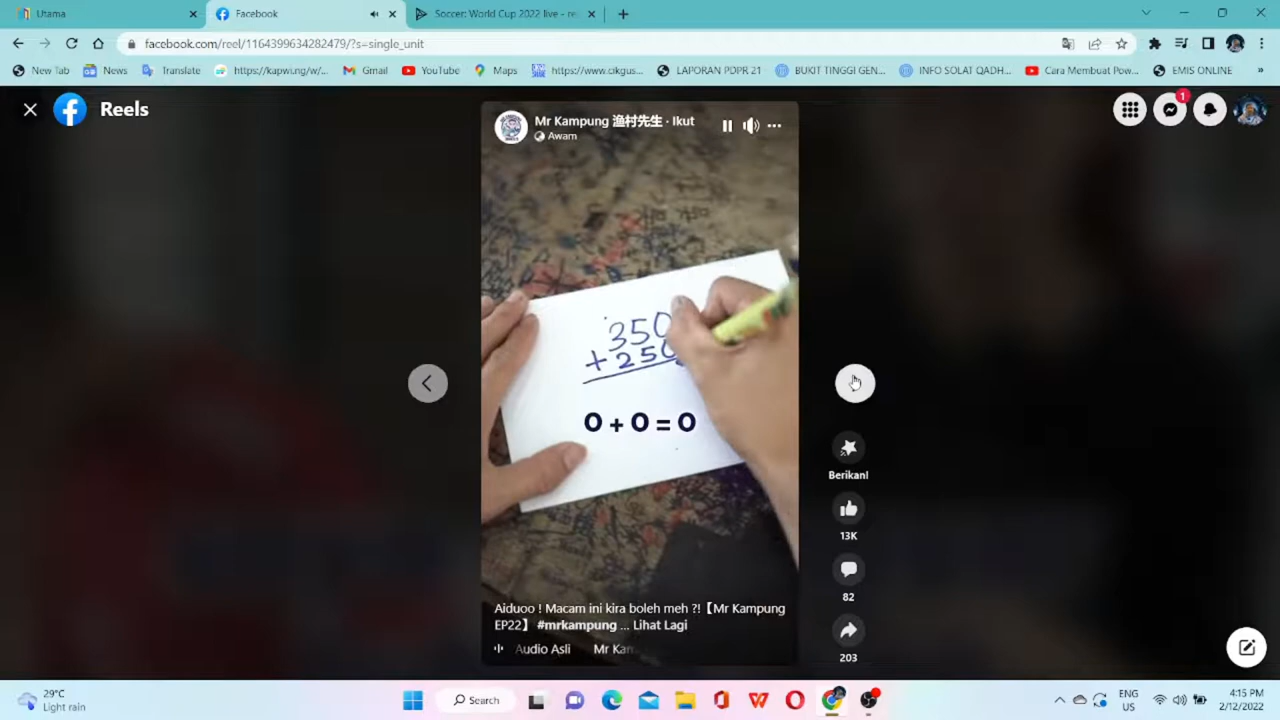 Utama
Facebook
Soccer: World Cup 2022 live - re
facebook.com/reel/1164399634282479/?s=single_unit
New Tab
News
Translate
https://kapwi.ng/w/...
Gmail
YouTube
Maps
https://www.cikgus...
LAPORAN PDPR 21
BUKIT TINGGI GEN...
INFO SOLAT QADH...
Cara Membuat Pow...
EMIS ONLINE
»
Reels
1
Mr Kampung 渔村先生 · Ikut
Awam
350
+ 250
0 + 0 = 0
Berikan!
13K
82
203
Aiduoo ! Macam ini kira boleh meh ?!【Mr Kampung
EP22】 #mrkampung ... Lihat Lagi
Audio Asli Mr Kam
29°C
Light rain
Search
ENG
US
4:15 PM
2/12/2022